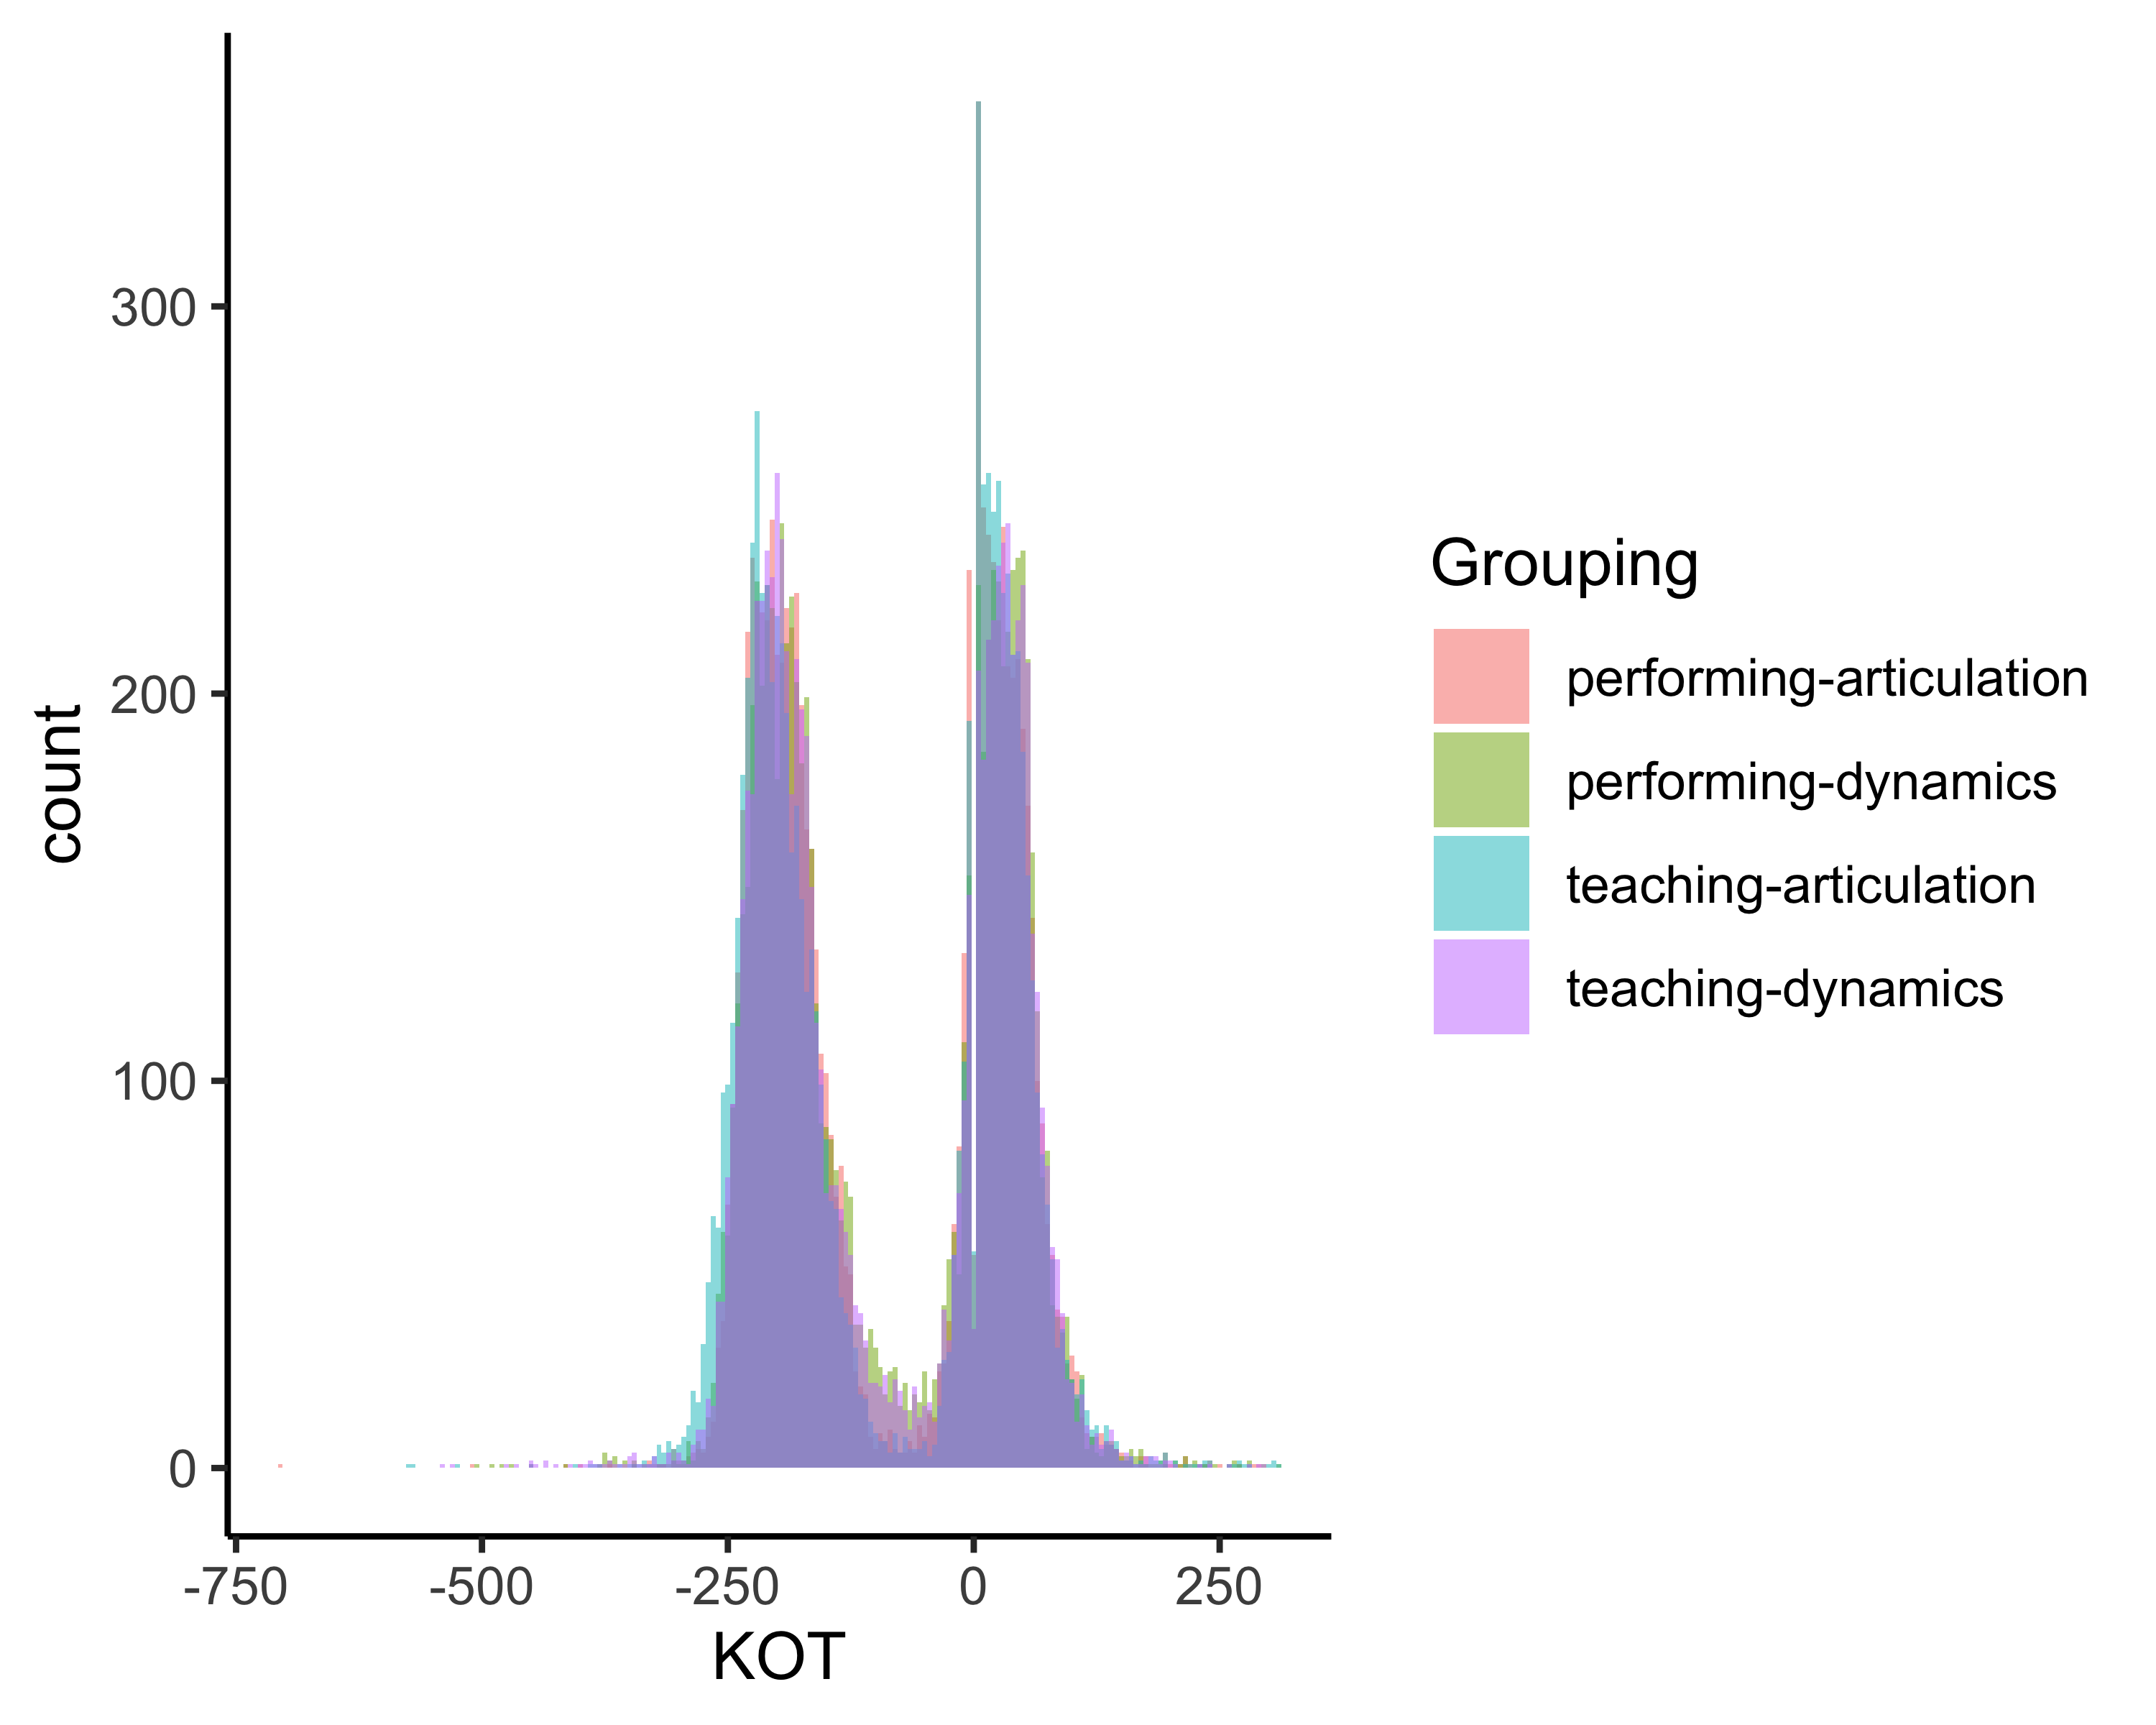 count
300
200
100
0
-750 -500 -250 0 250
KOT
Grouping
performing-articulation
performing-dynamics
teaching-articulation
teaching-dynamics